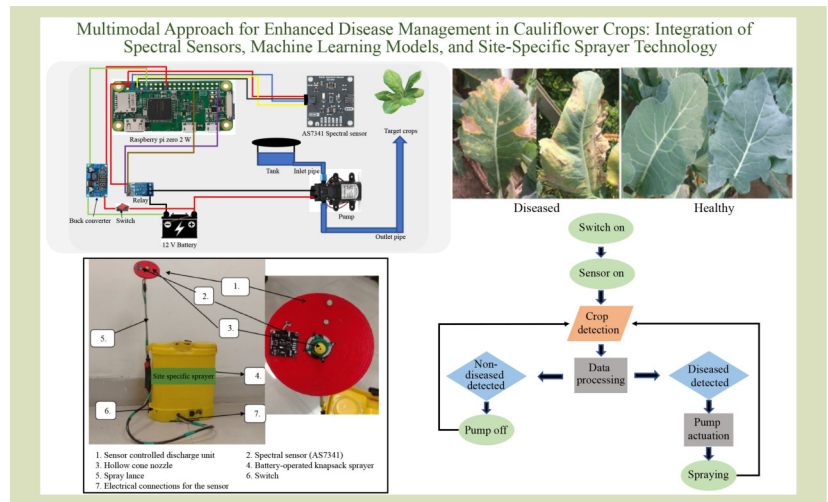 Multimodal Approach for Enhanced Disease Management in Cauliflower Crops: Integration of
Spectral Sensors, Machine Learning Models, and Site-Specific Sprayer Technology
Raspberry pi zero 2 W
AS7341 Spectral sensor
Target crops
Tank
Inlet pipe
Buck converter
Switch
Relay
12 V Battery
Pump
Outlet pipe
Diseased
Healthy
Switch on
Sensor on
Crop
detection
Non-
diseased
detected
Data
processing
Diseased
detected
Pump off
Pump
actuation
Spraying
1.
2.
3.
5.
Site specific sprayer
4.
6.
7.
1. Sensor controlled discharge unit
2. Spectral sensor (AS7341)
3. Hollow cone nozzle
4. Battery-operated knapsack sprayer
5. Spray lance
6. Switch
7. Electrical connections for the sensor